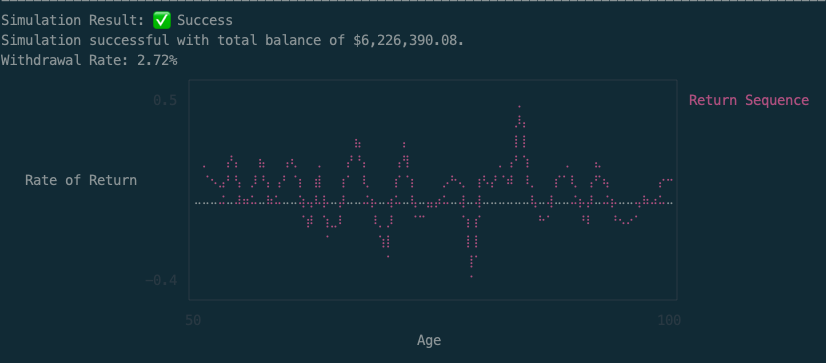 Simulation Result: ✅ Success
Simulation successful with total balance of $6,226,390.08.
Withdrawal Rate: 2.72%
0.5
Return Sequence
Rate of Return
−0.4
50
100
Age